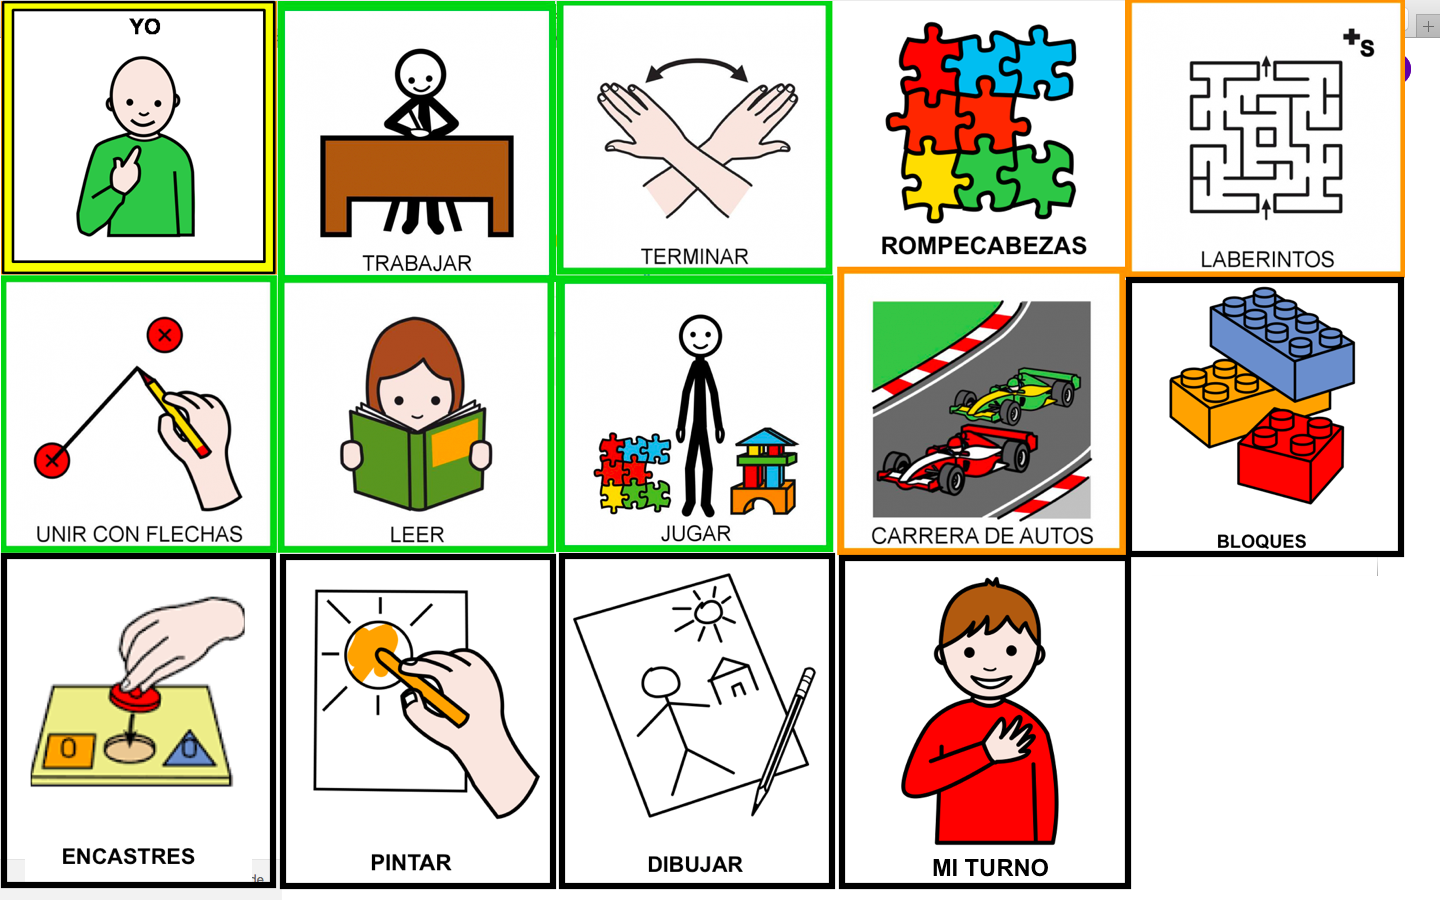 YO
TRABAJAR
TERMINAR
ROMPECABEZAS
+s
LABERINTOS
UNIR CON FLECHAS
LEER
JUGAR
CARRERA DE AUTOS
BLOQUES
ENCASTRES
PINTAR
DIBUJAR
MI TURNO